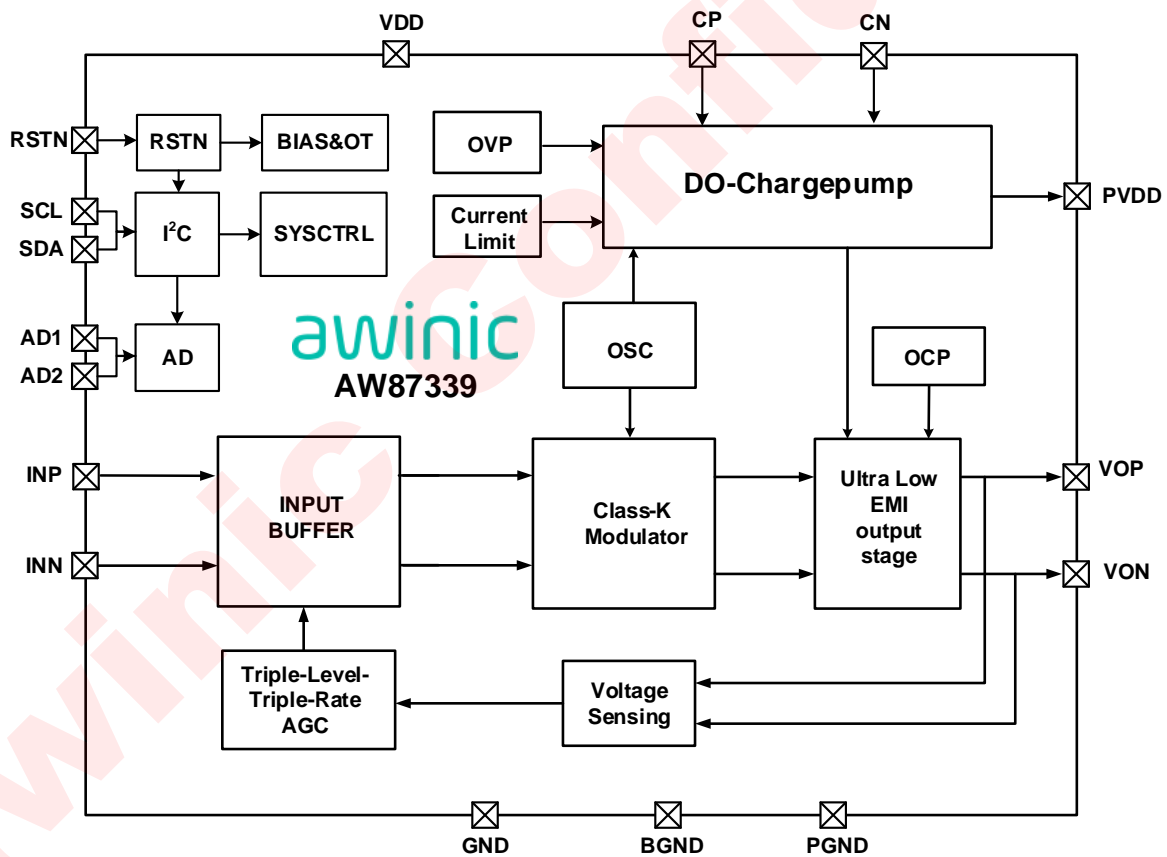 VDD
CP
CN
RSTN
RSTN
BIAS&OT
OVP
DO-Chargepump
PVDD
SCL
SDA
I²C
SYSCTRL
Current
Limit
AD1
AD2
AD
awinic
AW87339
OSC
OCP
INP
INN
INPUT
BUFFER
Class-K
Modulator
Ultra Low
EMI
output
stage
VOP
VON
Triple-Level-
Triple-Rate
AGC
Voltage
Sensing
GND
BGND
PGND